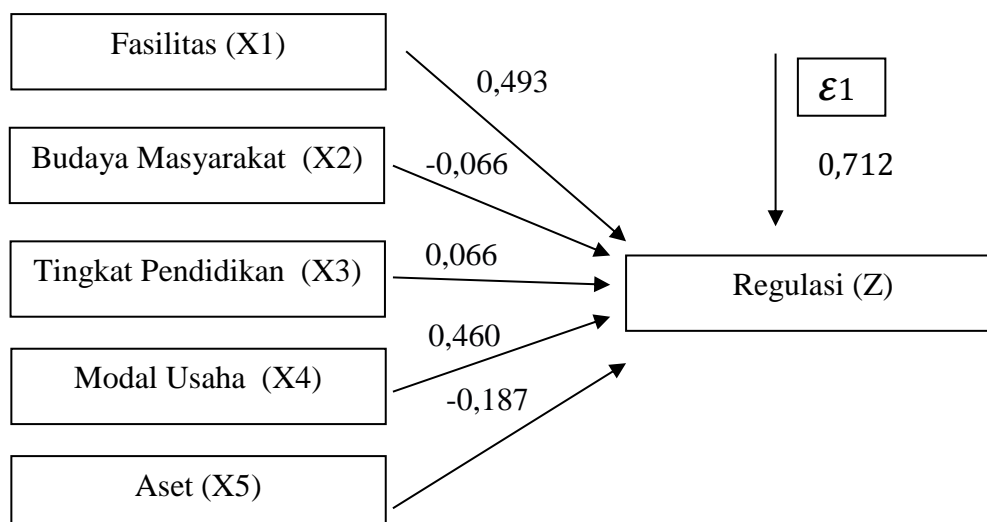 Fasilitas (X1)
0,493
ɛ1
Budaya Masyarakat (X2)
-0,066
0,712
Tingkat Pendidikan (X3)
0,066
Regulasi (Z)
Modal Usaha (X4)
0,460
-0,187
Aset (X5)